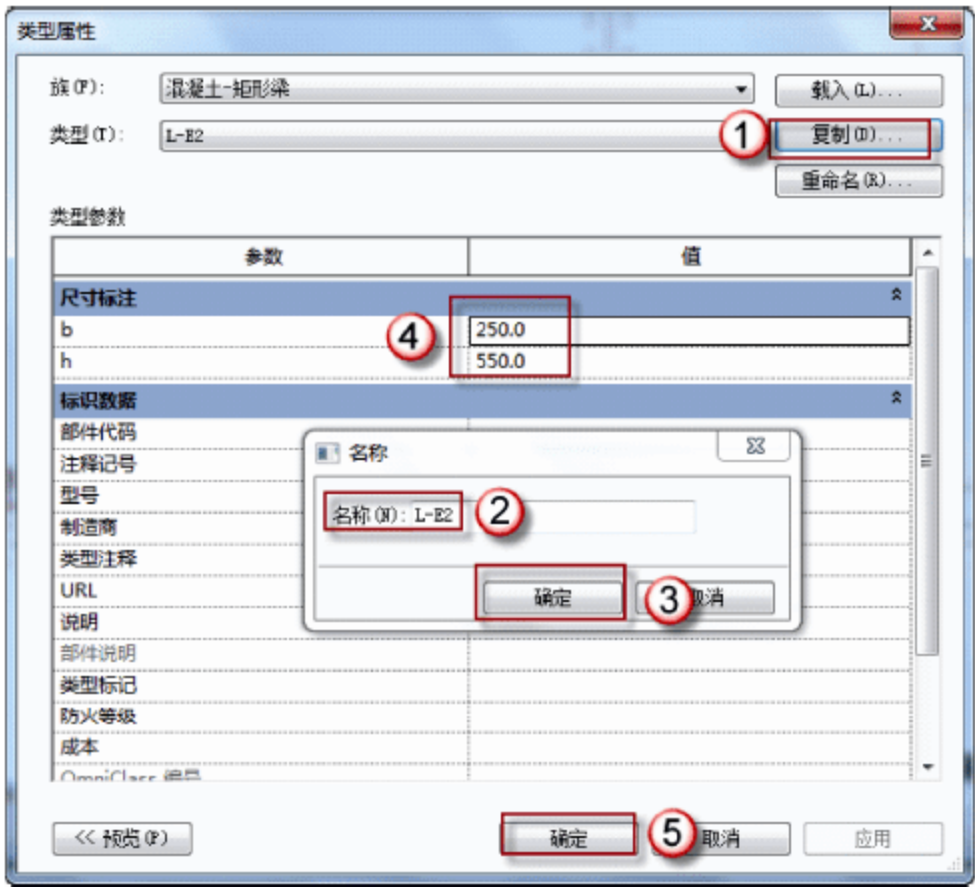 类型属性
族(F): 混凝土-矩形梁 载入(L)...
类型(T): L-E2 ① 复制(D)...
重命名(R)...
类型参数
参数 值
尺寸标注
b ④ 250.0
h 550.0
标识数据
部件代码
名称
注释记号
型号
名称(N): L-E2 ②
制造商
类型注释
URL 确定 ③ 取消
说明
部件说明
类型标记
防火等级
成本
OmniClass 编号
<< 预览(P) 确定 ⑤ 取消 应用